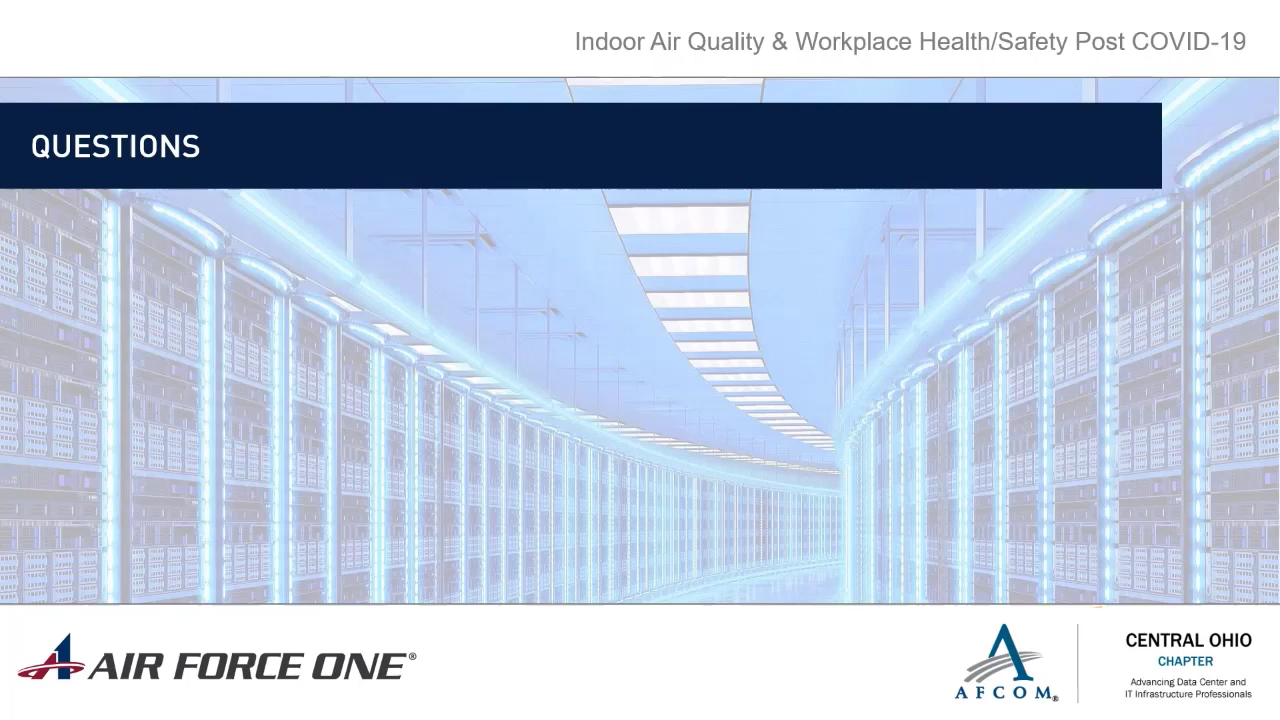 Indoor Air Quality & Workplace Health/Safety Post COVID-19
QUESTIONS
AIR FORCE ONE®
AFCOM®
CENTRAL OHIO
CHAPTER
Advancing Data Center and
IT Infrastructure Professionals